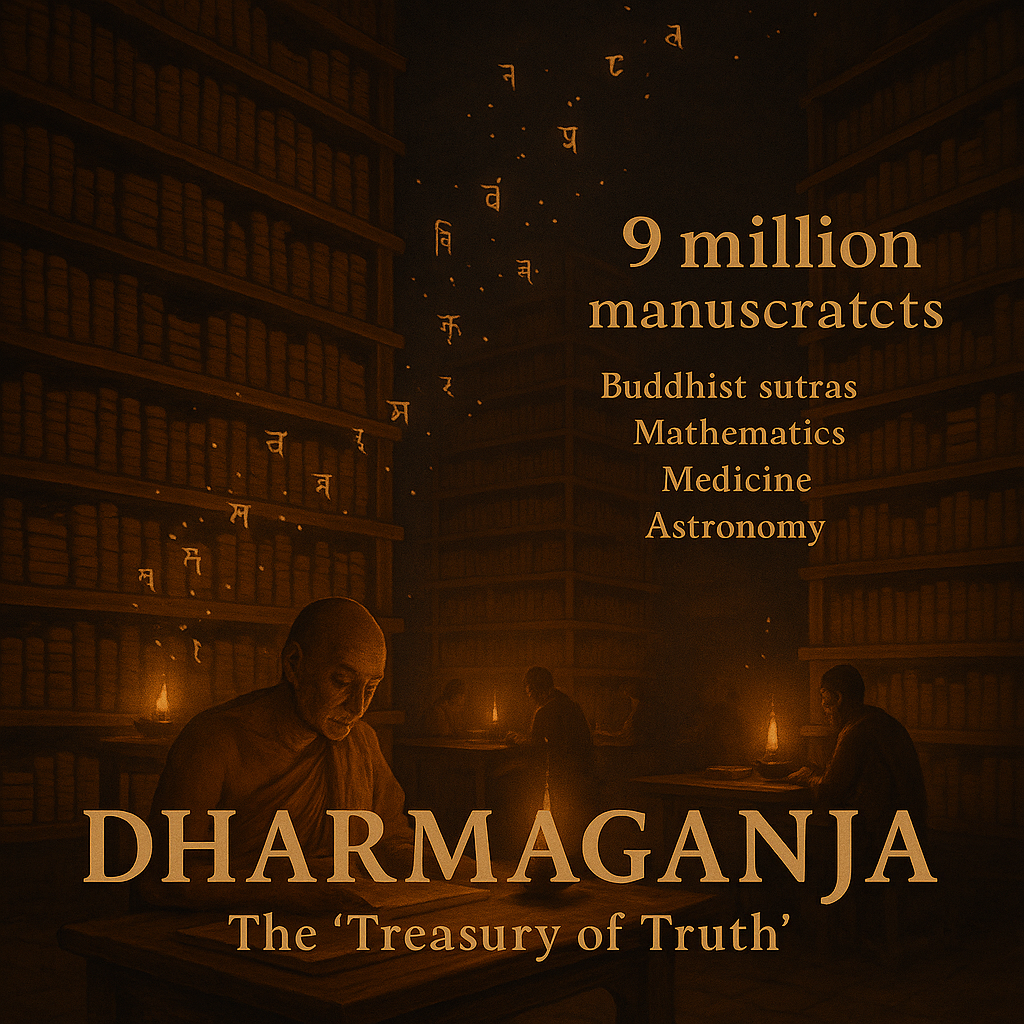 9 million
manuscratcts
Buddhist sutras
Mathematics
Medicine
Astronomy
DHARMAGANJA
The ‘Treasury of Truth’